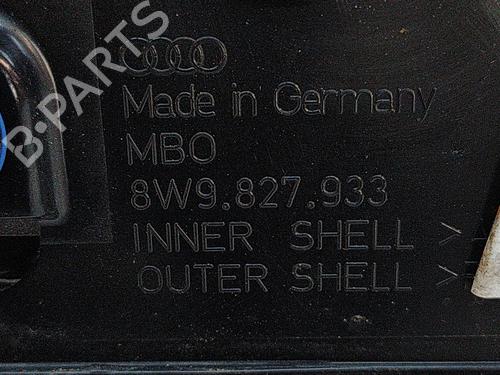 B-PARTS
Made in Germany
MBO
8W9.827.933
INNER SHELL >
OUTER SHELL >